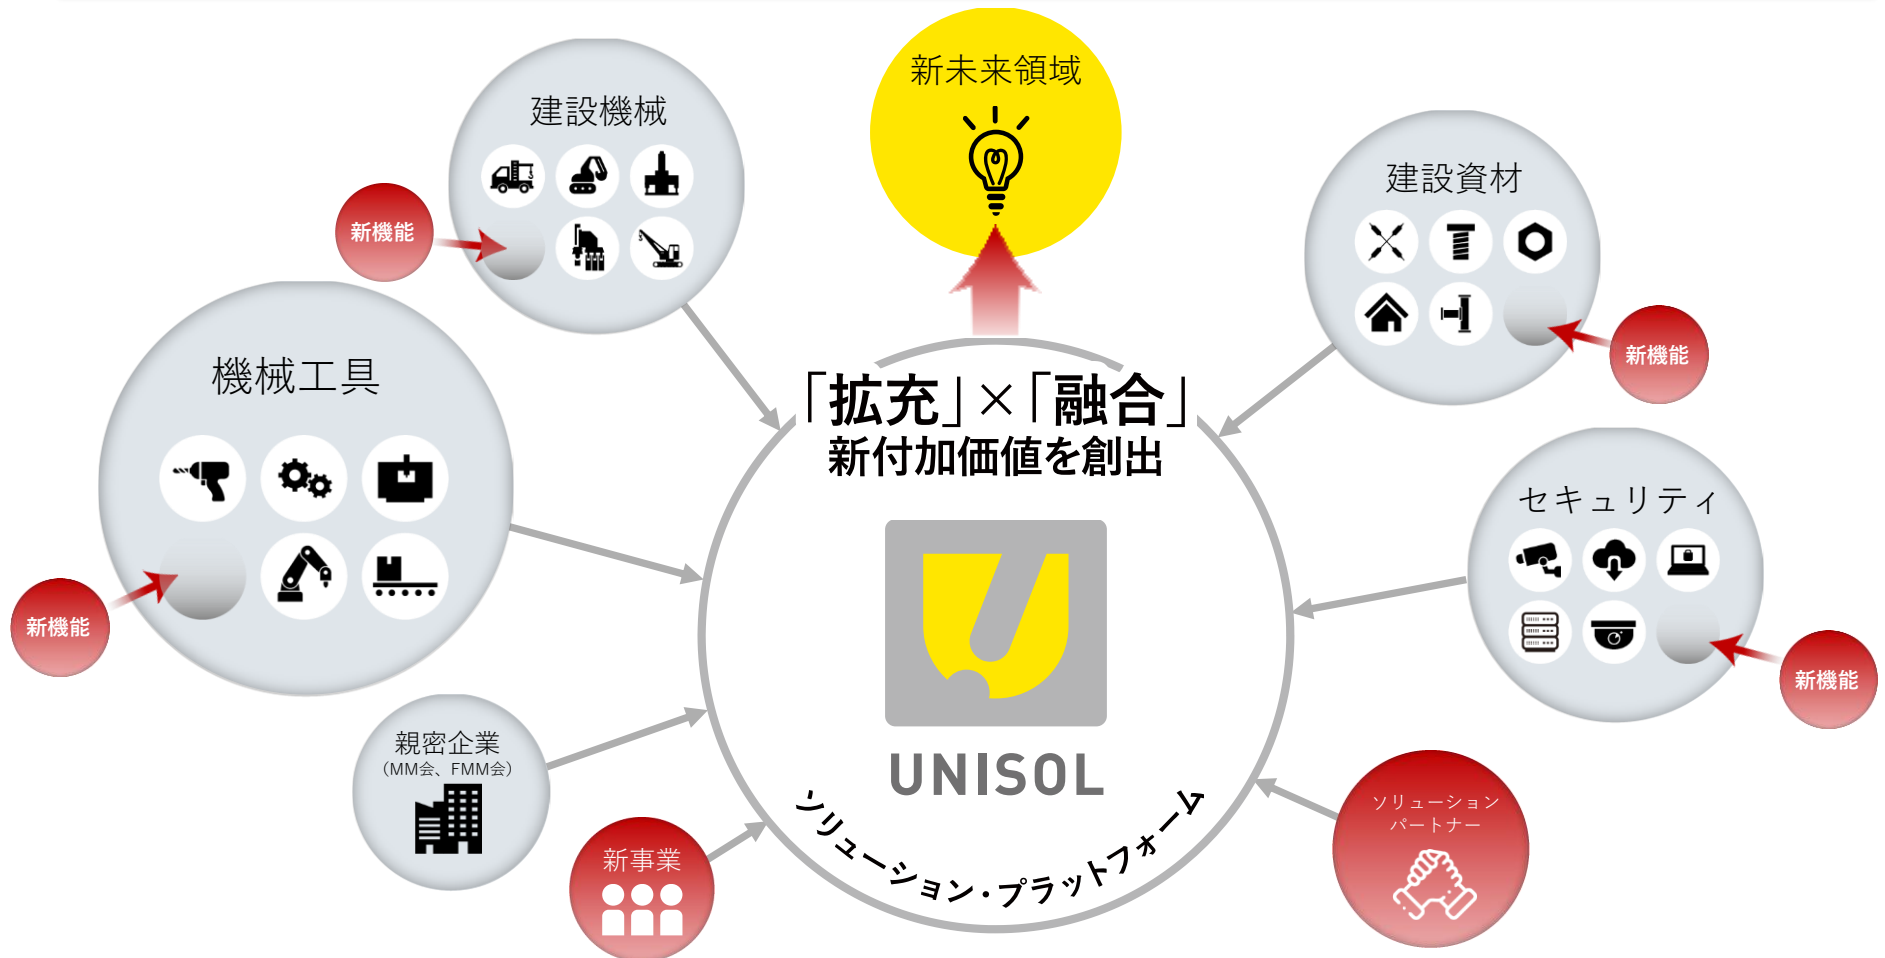 新未来領域
建設機械
新機能
建設資材
新機能
機械工具
新機能
「拡充」×「融合」
新付加価値を創出
セキュリティ
新機能
UNISOL
ソリューション・プラットフォーム
親密企業
（MM会、FMM会）
新事業
ソリューション
パートナー